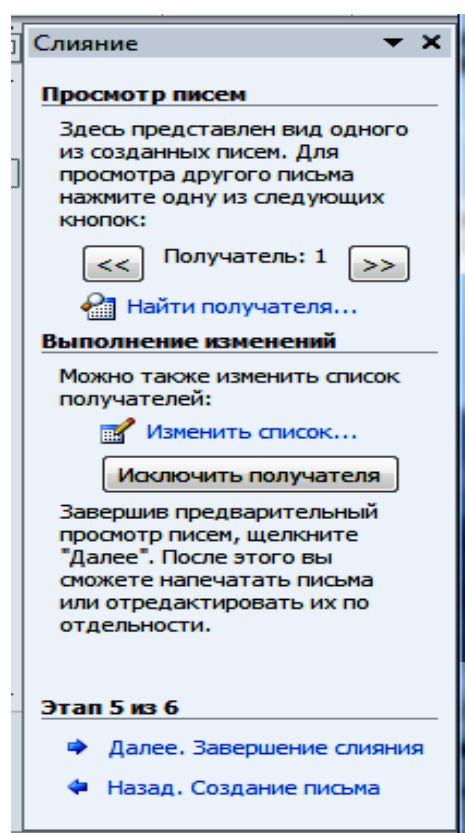 Слияние
Просмотр писем
Здесь представлен вид одного
из созданных писем. Для
просмотра другого письма
нажмите одну из следующих
кнопок:
<< Получатель: 1 >>
Найти получателя...
Выполнение изменений
Можно также изменить список
получателей:
Изменить список...
Исключить получателя
Завершив предварительный
просмотр писем, щелкните
"Далее". После этого вы
сможете напечатать письма
или отредактировать их по
отдельности.
Этап 5 из 6
Далее. Завершение слияния
Назад. Создание письма